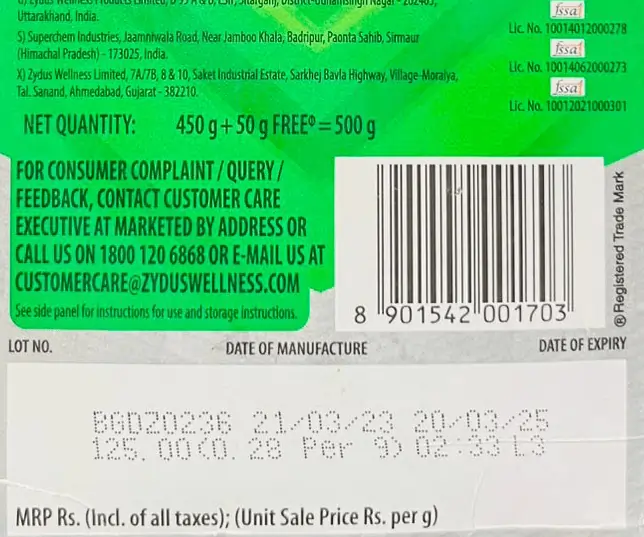 Uttarakhand, India.
S) Superchem Industries, Jaamniwala Road, Near Jamboo Khala, Badripur, Paonta Sahib, Sirmaur
(Himachal Pradesh) - 173025, India.
X) Zydus Wellness Limited, 7A/7B, 8 & 10, Saket Industrial Estate, Sarkhej Bavla Highway, Village-Moraiya,
Tal. Sanand, Ahmedabad, Gujarat - 382210.
fssai
Lic. No. 10014012000278
fssai
Lic. No. 10014062000273
fssai
Lic. No. 10012021000301
NET QUANTITY: 450 g + 50 g FREE = 500 g
FOR CONSUMER COMPLAINT / QUERY /
FEEDBACK, CONTACT CUSTOMER CARE
EXECUTIVE AT MARKETED BY ADDRESS OR
CALL US ON 1800 120 6868 OR E-MAIL US AT
CUSTOMERCARE@ZYDUSWELLNESS.COM
See side panel for instructions for use and storage instructions.
8 901542 001703
® Registered Trade Mark
LOT NO. DATE OF MANUFACTURE DATE OF EXPIRY
BGDZ0236 21/03/23 20/03/25
125.00(0.28 Per g) 02:33 L3
MRP Rs. (Incl. of all taxes); (Unit Sale Price Rs. per g)